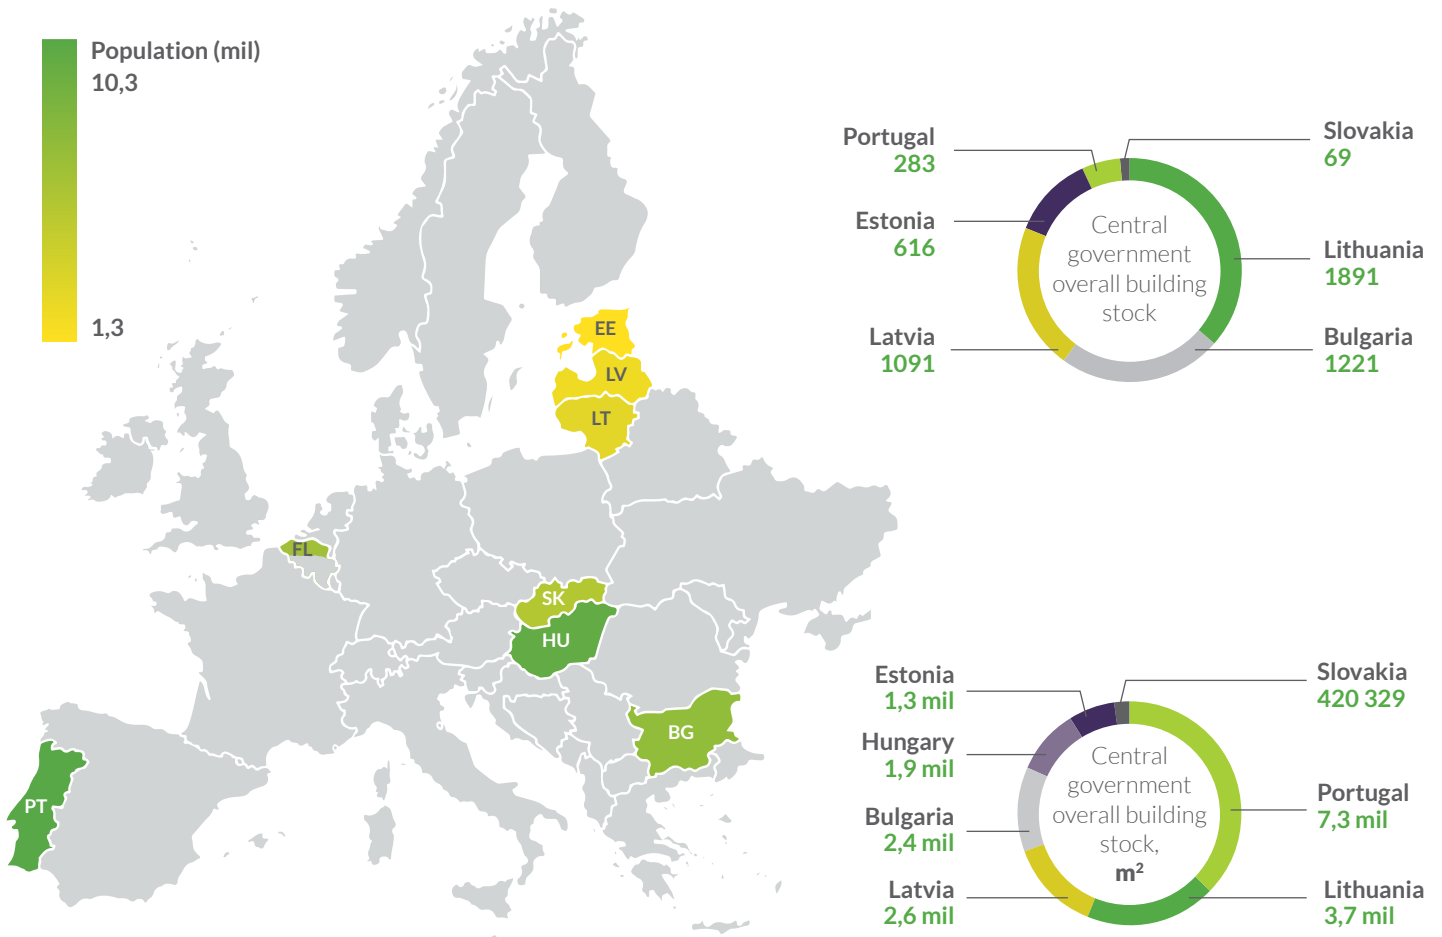 Population (mil)
10,3
1,3
EE
LV
LT
FL
SK
HU
BG
PT
Portugal
283
Estonia
616
Latvia
1091
Central
government
overall building
stock
Slovakia
69
Lithuania
1891
Bulgaria
1221
Estonia
1,3 mil
Hungary
1,9 mil
Bulgaria
2,4 mil
Latvia
2,6 mil
Central
government
overall building
stock,
m²
Slovakia
420 329
Portugal
7,3 mil
Lithuania
3,7 mil